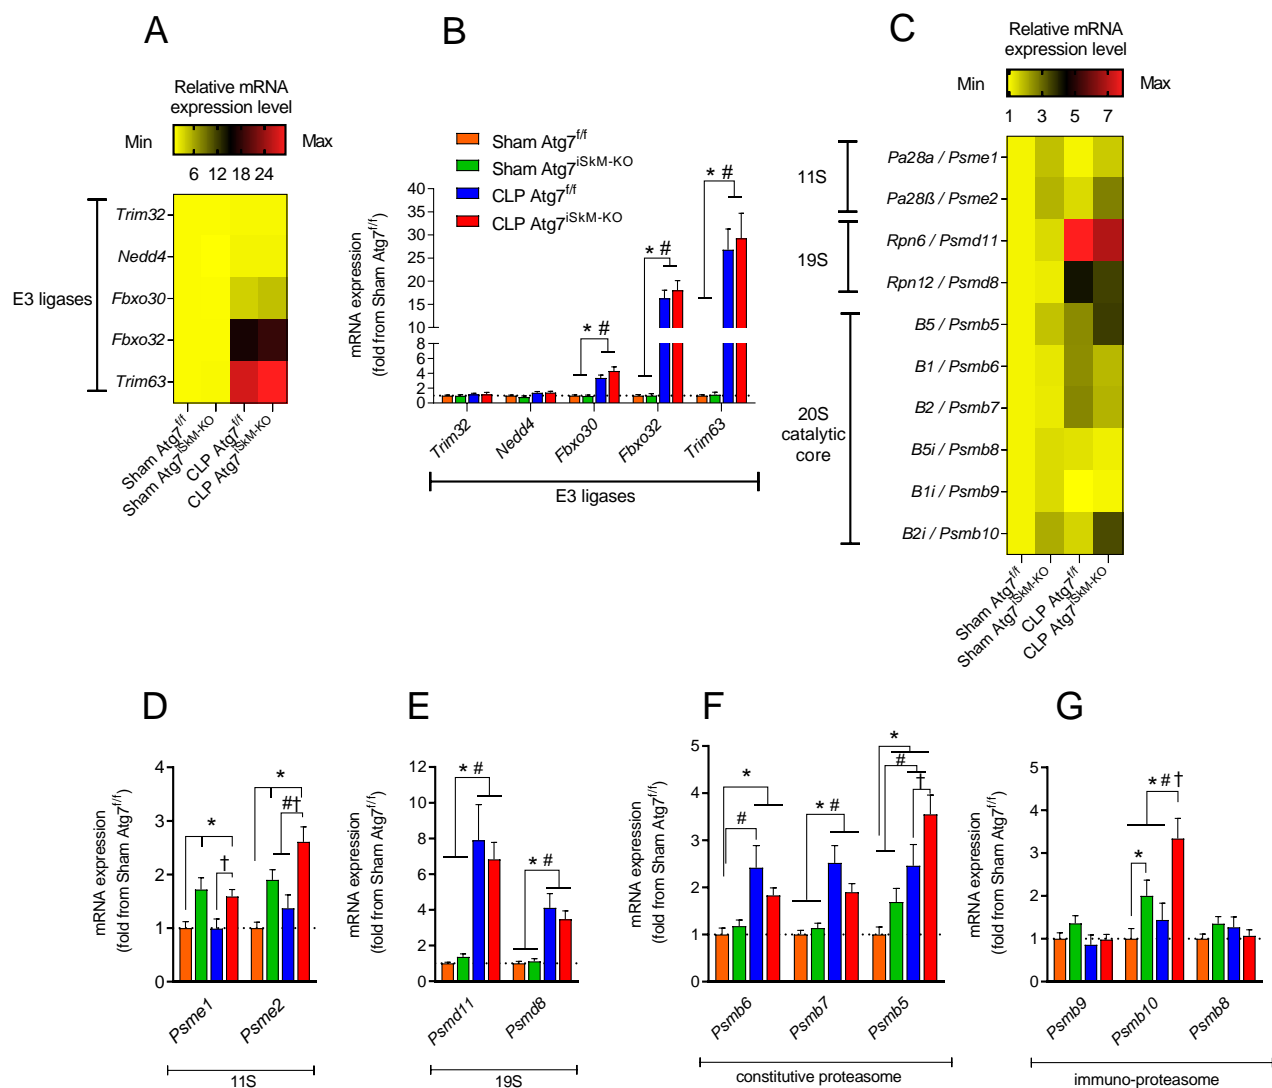 A
Relative mRNA
expression level
Min
Max
6 12 18 24
E3 ligases
Trim32
Nedd4
Fbxo30
Fbxo32
Trim63
Sham Atg7f/f
Sham Atg7iSkM-KO
CLP Atg7f/f
CLP Atg7iSkM-KO
B
Sham Atg7f/f
Sham Atg7iSkM-KO
CLP Atg7f/f
CLP Atg7iSkM-KO
mRNA expression
(fold from Sham Atg7f/f)
40
35
30
25
20
15
10
8
6
4
2
0
* #
* #
* #
Trim32
Nedd4
Fbxo30
Fbxo32
Trim63
E3 ligases
C
Relative mRNA
expression level
Min
Max
1 3 5 7
11S
19S
20S
catalytic
core
Pa28a / Psme1
Pa28ß / Psme2
Rpn6 / Psmd11
Rpn12 / Psmd8
B5 / Psmb5
B1 / Psmb6
B2 / Psmb7
B5i / Psmb8
B1i / Psmb9
B2i / Psmb10
Sham Atg7f/f
Sham Atg7iSkM-KO
CLP Atg7f/f
CLP Atg7iSkM-KO
D
mRNA expression
(fold from Sham Atg7f/f)
4
3
2
1
0
*
†
*
#†
Psme1
Psme2
11S
E
mRNA expression
(fold from Sham Atg7f/f)
12
10
8
6
4
2
0
* #
* #
Psmd11
Psmd8
19S
F
mRNA expression
(fold from Sham Atg7f/f)
5
4
3
2
1
0
*
#
* #
*
#
†
Psmb6
Psmb7
Psmb5
constitutive proteasome
G
mRNA expression
(fold from Sham Atg7f/f)
5
4
3
2
1
0
* # †
*
Psmb9
Psmb10
Psmb8
immuno-proteasome